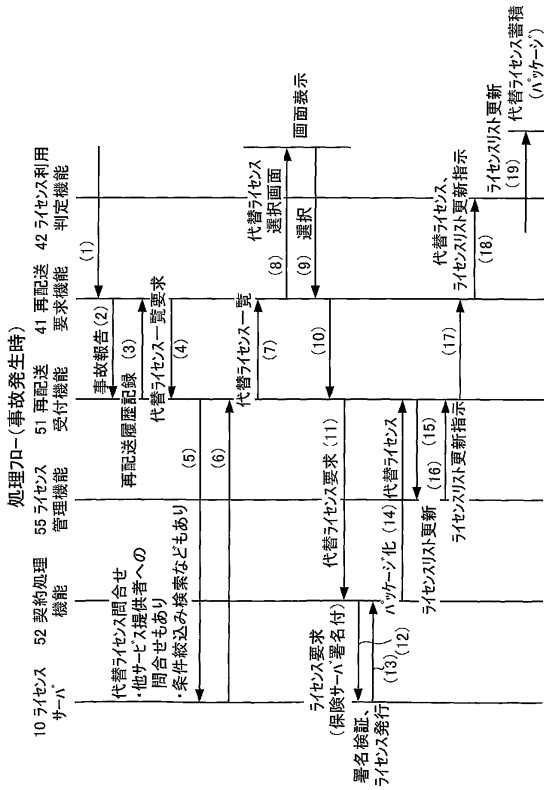 処理フロー(事故発生時)
10 ライセンス
サーバ
52 契約処理
機能
55 ライセンス
管理機能
51 再配送
受付機能
41 再配送
要求機能
42 ライセンス利用
判定機能
(1)
事故報告(2)
(3)
再配送履歴記録
代替ライセンス一覧要求
(4)
代替ライセンス問合せ
・他サービス提供者への
問合せもあり
・条件絞込み検索などもあり
(5)
(6)
代替ライセンス一覧
(7)
代替ライセンス
選択画面
(8)
画面表示
(9) 選択
(10)
代替ライセンス要求(11)
ライセンス要求
(保険サーバ署名付)
(12)
(13)
署名検証、
ライセンス発行
パッケージ化(14)
代替ライセンス
(15)
ライセンスリスト更新
(16)
ライセンスリスト更新指示
(17)
代替ライセンス、
ライセンスリスト更新指示
(18)
ライセンスリスト更新
(19)
代替ライセンス蓄積
(パッケージ)